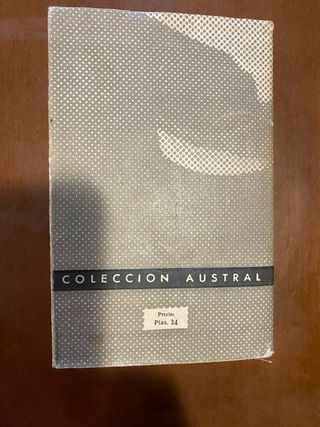 COLECCION AUSTRAL
Precio:
Ptas. 24